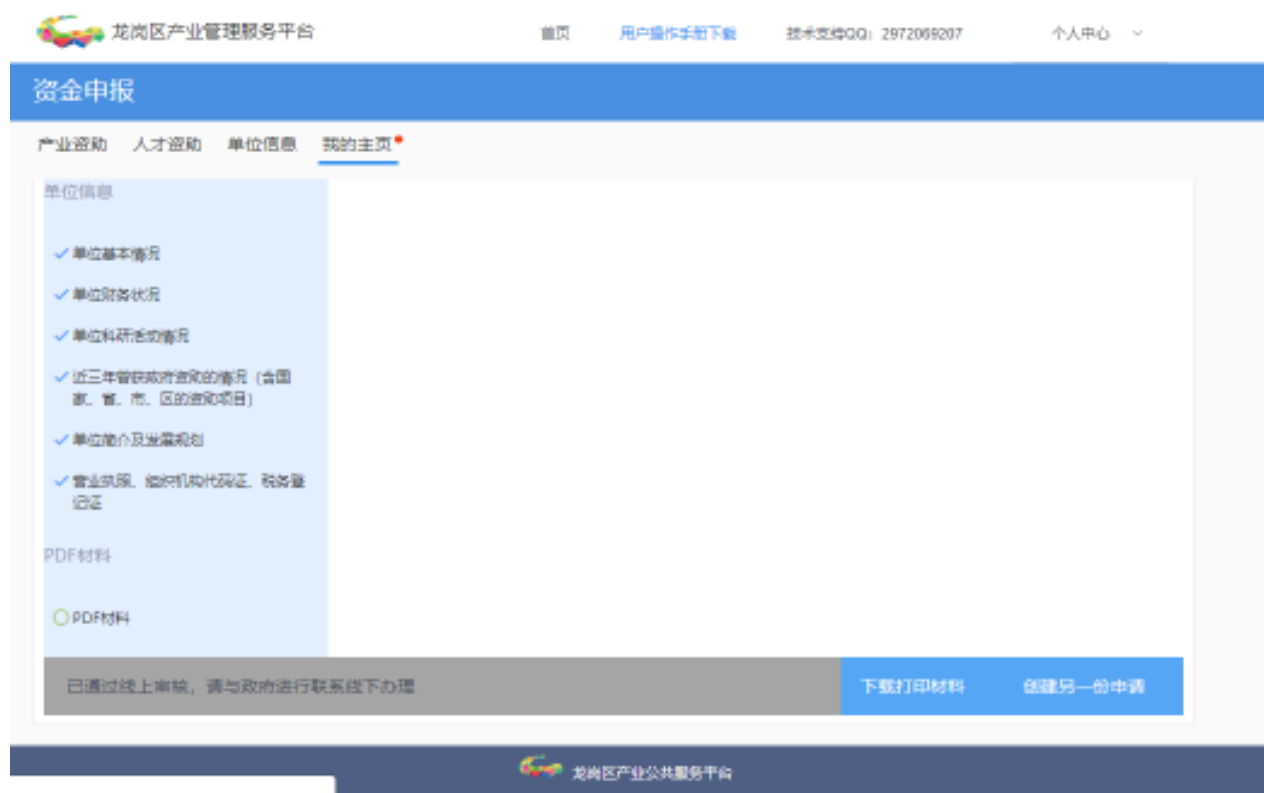 龙岗区产业管理服务平台
首页 用户操作手册下载 技术支持QQ：2972069207 个人中心
资金申报
产业资助 人才资助 单位信息 我的主页
单位信息
单位基本情况
单位财务状况
单位科研活动情况
近三年曾获政府资助的情况（含国
家、省、市、区的资助项目）
单位简介及发展规划
营业执照、组织机构代码证、税务登
记证
PDF材料
PDF材料
已通过线上审核，请与政府进行联系线下办理
下载打印材料 创建另一份申请
龙岗区产业公共服务平台